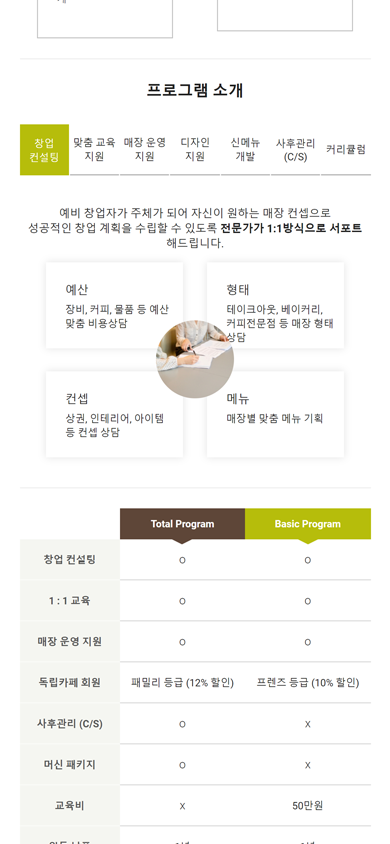 프로그램 소개
창업
컨설팅
맞춤 교육
지원
매장 운영
지원
디자인
지원
신메뉴
개발
사후관리
(C/S)
커리큘럼
예비 창업자가 주체가 되어 자신이 원하는 매장 컨셉으로
성공적인 창업 계획을 수립할 수 있도록 전문가가 1:1방식으로 서포트
해드립니다.
예산
장비, 커피, 물품 등 예산
맞춤 비용상담
형태
테이크아웃, 베이커리,
커피전문점 등 매장 형태
상담
컨셉
상권, 인테리어, 아이템
등 컨셉 상담
메뉴
매장별 맞춤 메뉴 기획
Total Program Basic Program
창업 컨설팅 O O
1 : 1 교육 O O
매장 운영 지원 O O
독립카페 회원 패밀리 등급 (12% 할인) 프렌즈 등급 (10% 할인)
사후관리 (C/S) O X
머신 패키지 O X
교육비 X 50만원